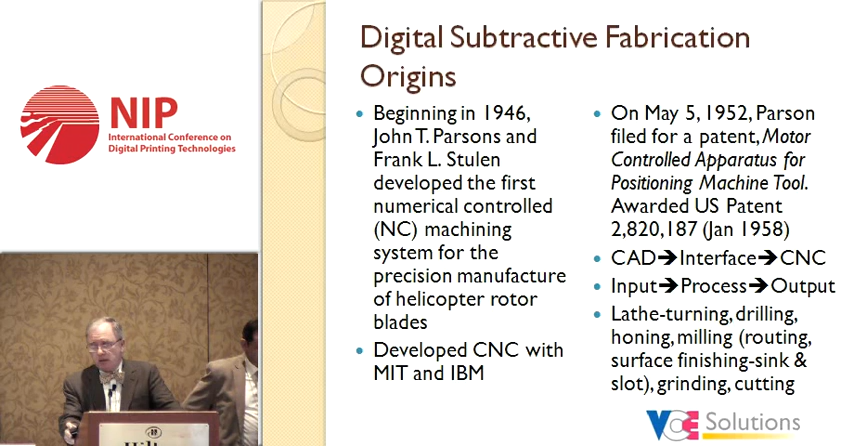 NIP
International Conference on
Digital Printing Technologies
Digital Subtractive Fabrication
Origins
Beginning in 1946,
John T. Parsons and
Frank L. Stulen
developed the first
numerical controlled
(NC) machining
system for the
precision manufacture
of helicopter rotor
blades
Developed CNC with
MIT and IBM
On May 5, 1952, Parson
filed for a patent, Motor
Controlled Apparatus for
Positioning Machine Tool.
Awarded US Patent
2,820,187 (Jan 1958)
CAD➔Interface➔CNC
Input➔Process➔Output
Lathe-turning, drilling,
honing, milling (routing,
surface finishing-sink &
slot), grinding, cutting
VCE Solutions